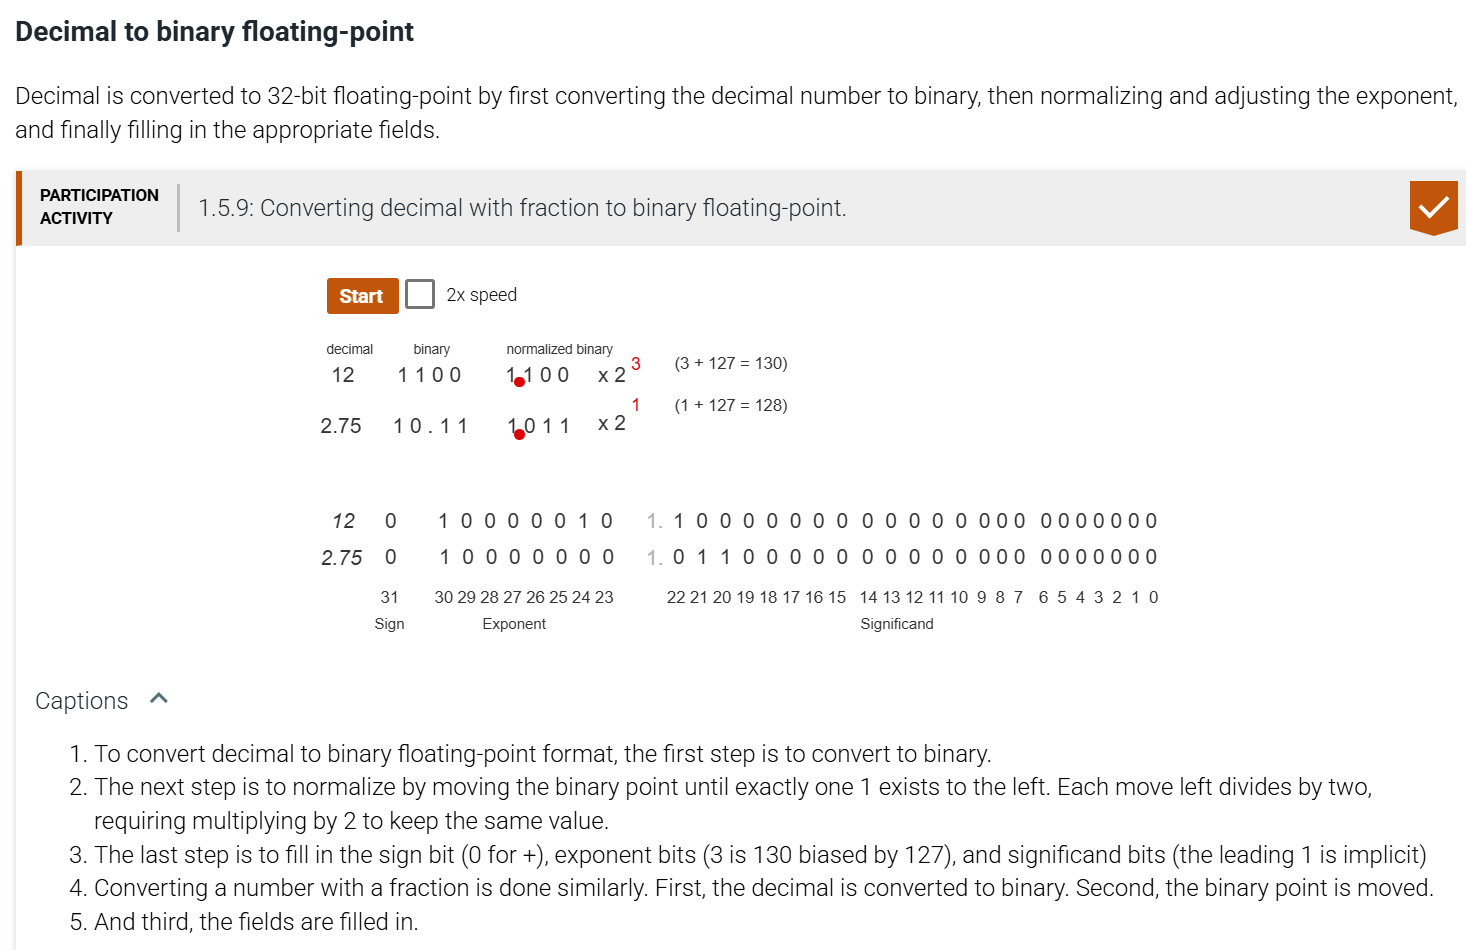 Decimal to binary floating-point
Decimal is converted to 32-bit floating-point by first converting the decimal number to binary, then normalizing and adjusting the exponent,
and finally filling in the appropriate fields.
PARTICIPATION
ACTIVITY
1.5.9: Converting decimal with fraction to binary floating-point.
Start 2x speed
decimal binary normalized binary
12 1 1 0 0 1.1 0 0 x 2 3 (3 + 127 = 130)
2.75 1 0 . 1 1 1.0 1 1 x 2 1 (1 + 127 = 128)
12 0 1 0 0 0 0 0 1 0 1. 1 0 0 0 0 0 0 0 0 0 0 0 0 0 0 0 0 0 0 0 0 0 0
2.75 0 1 0 0 0 0 0 0 0 1. 0 1 1 0 0 0 0 0 0 0 0 0 0 0 0 0 0 0 0 0 0 0 0
31 30 29 28 27 26 25 24 23 22 21 20 19 18 17 16 15 14 13 12 11 10 9 8 7 6 5 4 3 2 1 0
Sign Exponent Significand
Captions
1. To convert decimal to binary floating-point format, the first step is to convert to binary.
2. The next step is to normalize by moving the binary point until exactly one 1 exists to the left. Each move left divides by two,
requiring multiplying by 2 to keep the same value.
3. The last step is to fill in the sign bit (0 for +), exponent bits (3 is 130 biased by 127), and significand bits (the leading 1 is implicit)
4. Converting a number with a fraction is done similarly. First, the decimal is converted to binary. Second, the binary point is moved.
5. And third, the fields are filled in.